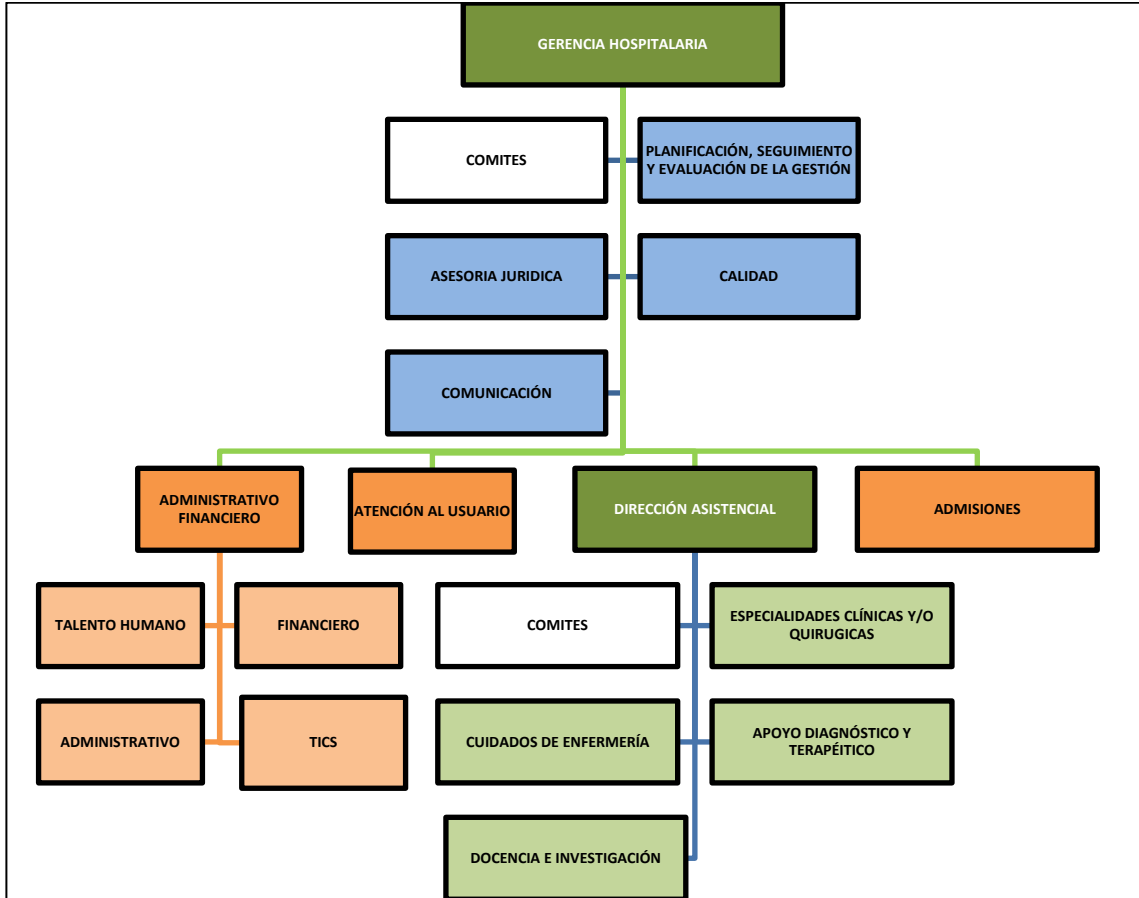 GERENCIA HOSPITALARIA
COMITES
PLANIFICACIÓN, SEGUIMIENTO
Y EVALUACIÓN DE LA GESTIÓN
ASESORIA JURIDICA
CALIDAD
COMUNICACIÓN
ADMINISTRATIVO
FINANCIERO
ATENCIÓN AL USUARIO
DIRECCIÓN ASISTENCIAL
ADMISIONES
TALENTO HUMANO
FINANCIERO
COMITES
ESPECIALIDADES CLÍNICAS Y/O
QUIRUGICAS
ADMINISTRATIVO
TICS
CUIDADOS DE ENFERMERÍA
APOYO DIAGNÓSTICO Y
TERAPÉITICO
DOCENCIA E INVESTIGACIÓN